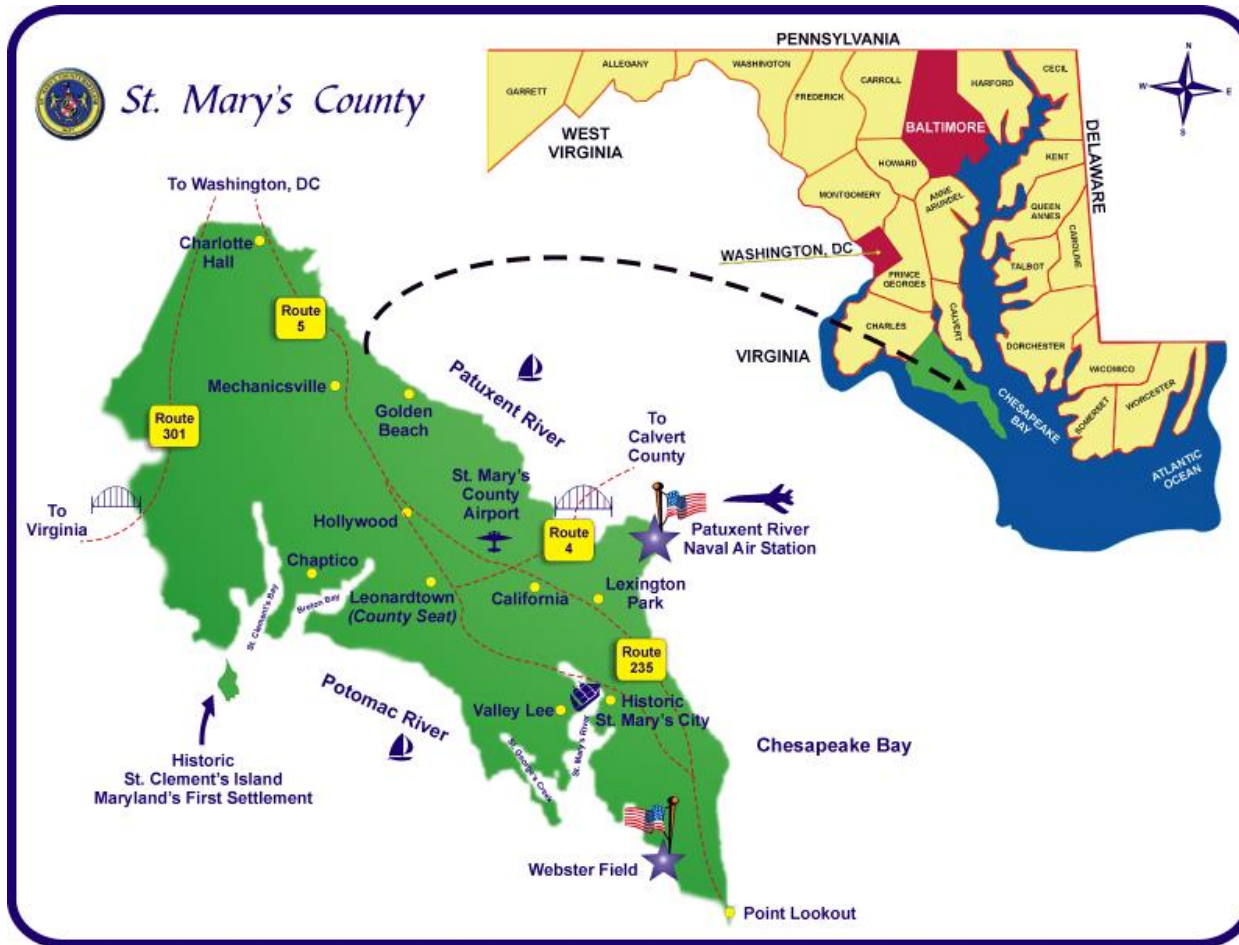 St. Mary's County
PENNSYLVANIA
N
W
E
S
GARRETT
ALLEGANY
WASHINGTON
FREDERICK
CARROLL
BALTIMORE
HARFORD
CECIL
WEST
VIRGINIA
HOWARD
KENT
DELAWARE
MONTGOMERY
ANNE
ARUNDEL
QUEEN
ANNES
CAROLINE
WASHINGTON, DC
TALBOT
PRINCE
GEORGES
CALVERT
CHARLES
VIRGINIA
DORCHESTER
WICOMICO
WORCESTER
SOMERSET
CHESAPEAKE
BAY
ATLANTIC
OCEAN
To Washington, DC
Charlotte
Hall
Route
5
Mechanicsville
Golden
Beach
Patuxent River
Route
301
To
Calvert
County
St. Mary's
County
Airport
To
Virginia
Hollywood
Route
4
Patuxent River
Naval Air Station
Chaptico
Leonardtown
(County Seat)
California
Lexington
Park
St. Clement's Bay
Breton Bay
Route
235
Potomac River
Valley Lee
Historic
St. Mary's City
St. Mary's River
St. George's Creek
Chesapeake Bay
Historic
St. Clement's Island
Maryland's First Settlement
Webster Field
Point Lookout